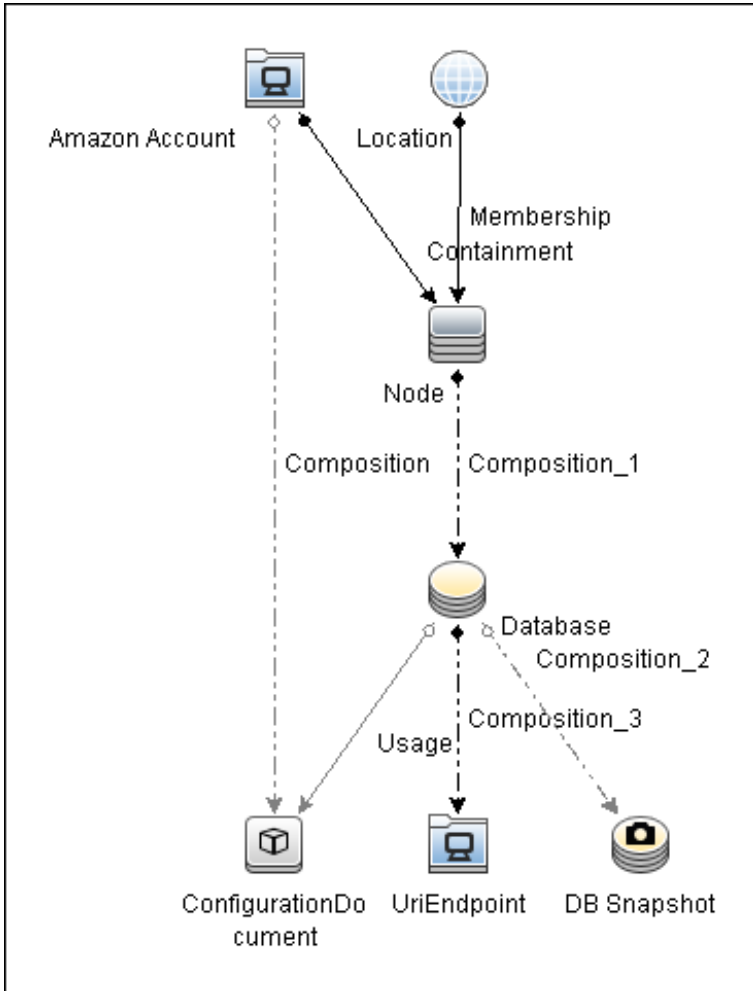 Amazon Account
Location
Membership
Containment
Node
Composition
Composition_1
Database
Composition_2
Composition_3
Usage
ConfigurationDo
cument
UriEndpoint
DB Snapshot